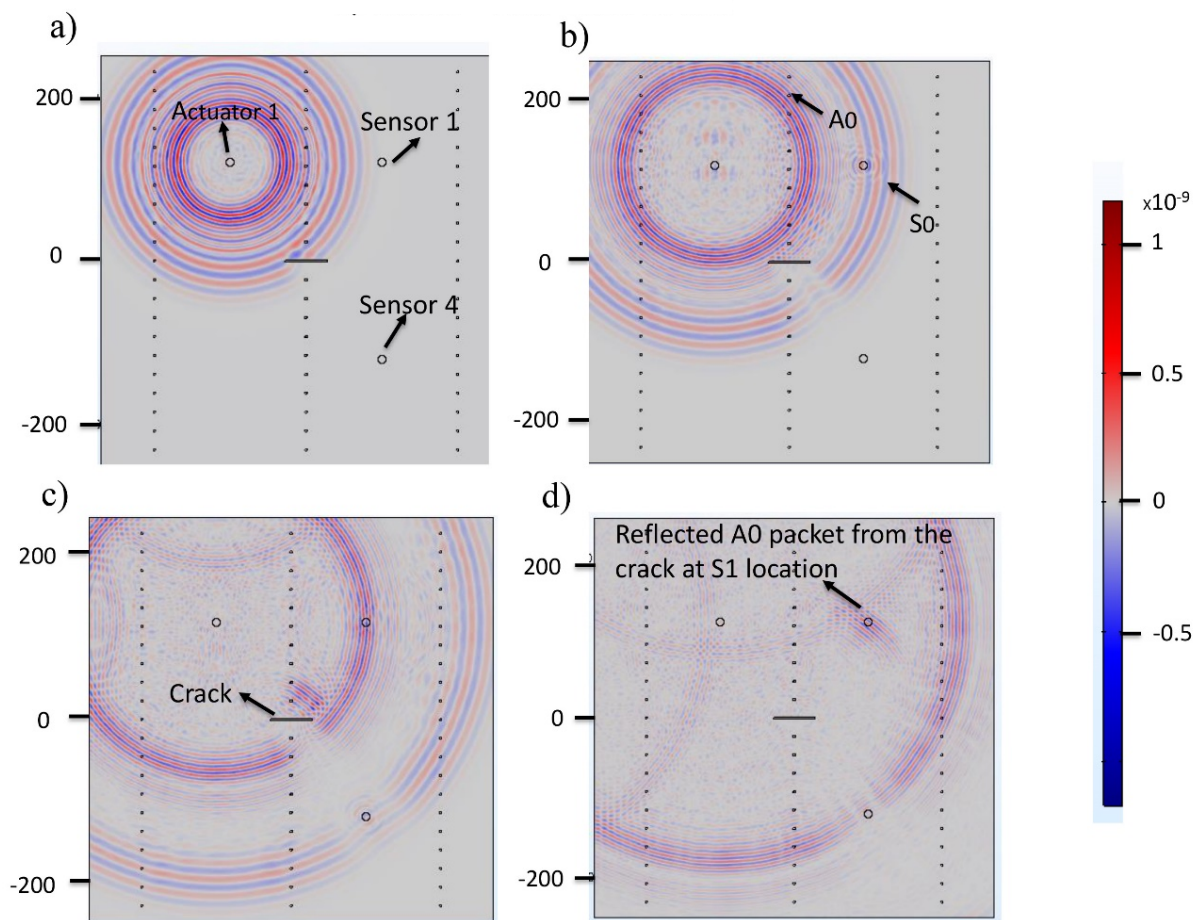 a)
200
0
-200
Actuator 1
Sensor 1
Sensor 4
b)
200
0
-200
A0
S0
x10-9
1
0.5
0
-0.5
c)
200
0
-200
Crack
d)
200
0
-200
Reflected A0 packet from the
crack at S1 location